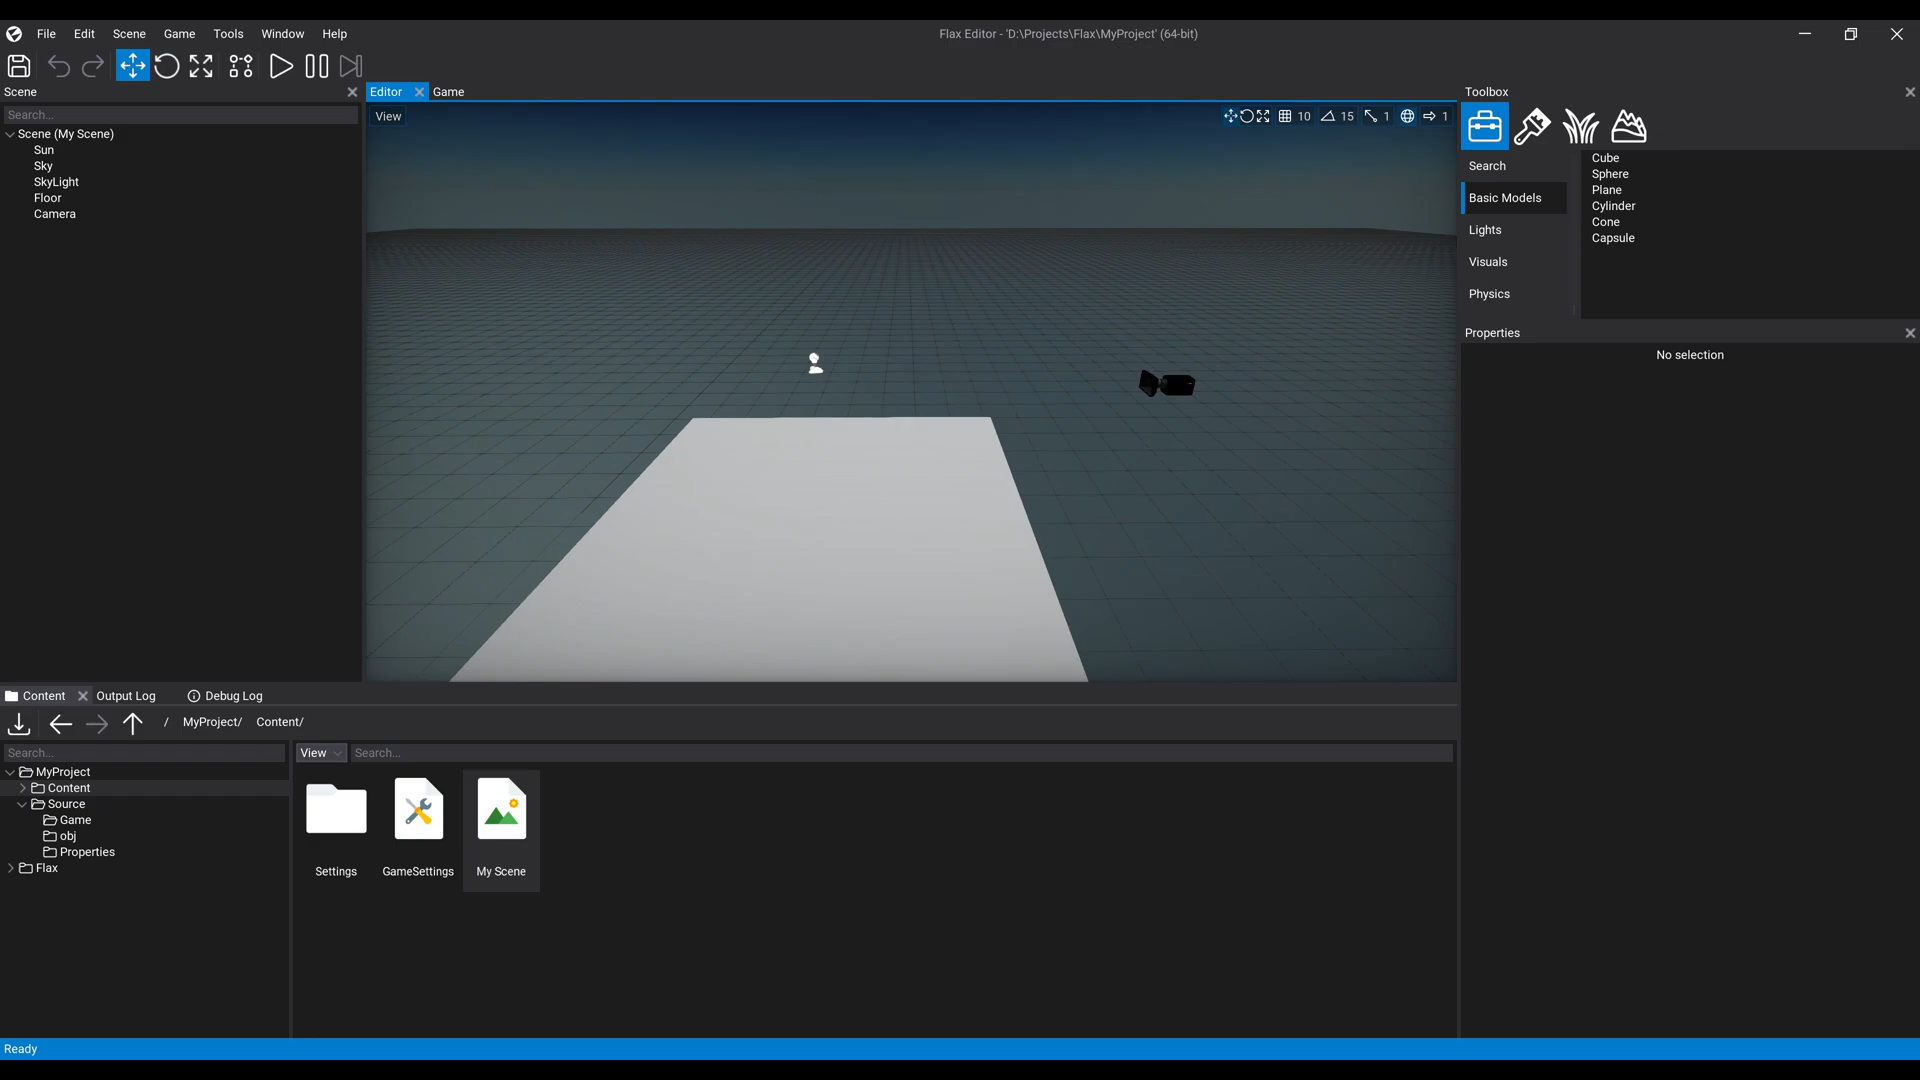 File Edit Scene Game Tools Window Help
Flax Editor - 'D:\Projects\Flax\MyProject' (64-bit)
Scene
Search...
Scene (My Scene)
Sun
Sky
SkyLight
Floor
Camera
Editor Game
View
10 15 1 1
Toolbox
Search
Basic Models
Lights
Visuals
Physics
Cube
Sphere
Plane
Cylinder
Cone
Capsule
Properties
No selection
Content Output Log Debug Log
/ MyProject/ Content/
Search...
MyProject
Content
Source
Game
obj
Properties
Flax
View Search...
Settings GameSettings My Scene
Ready